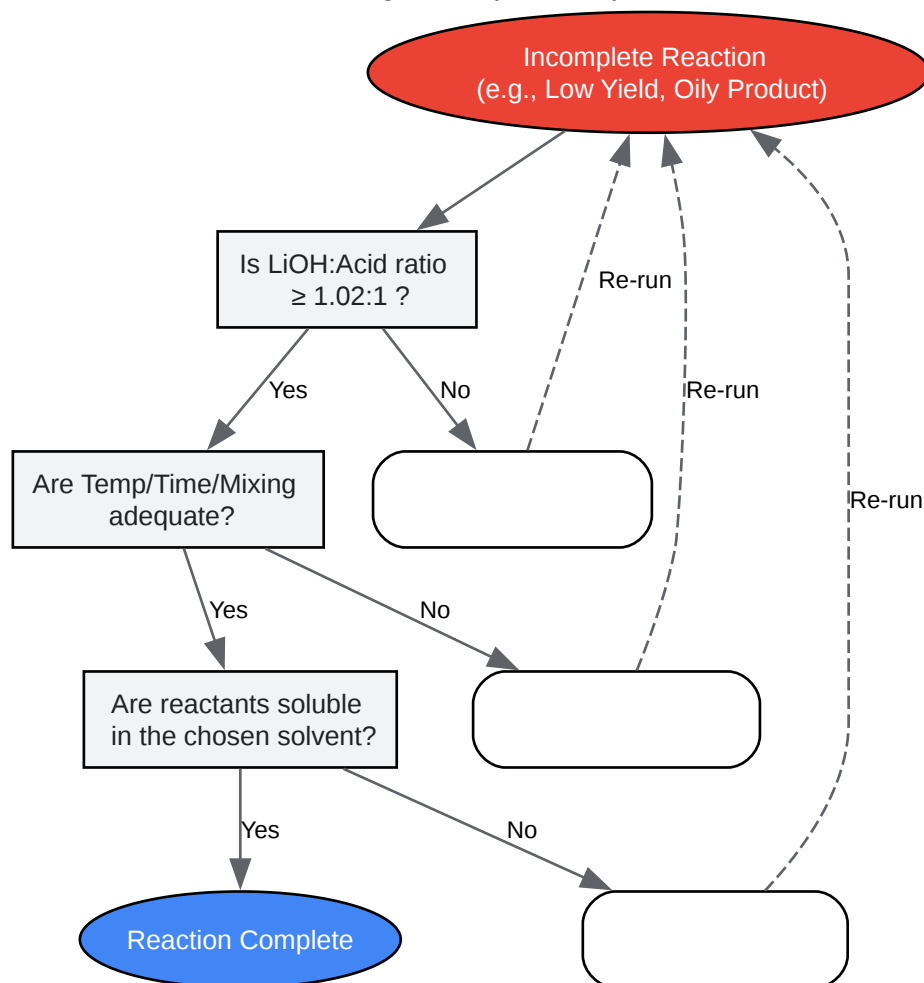 Incomplete Reaction
(e.g., Low Yield, Oily Product)
Is LiOH:Acid ratio
≥ 1.02:1 ?
Re-run
Yes
No
Re-run
Are Temp/Time/Mixing
adequate?
Re-run
Yes
No
Are reactants soluble
in the chosen solvent?
Yes
No
Reaction Complete